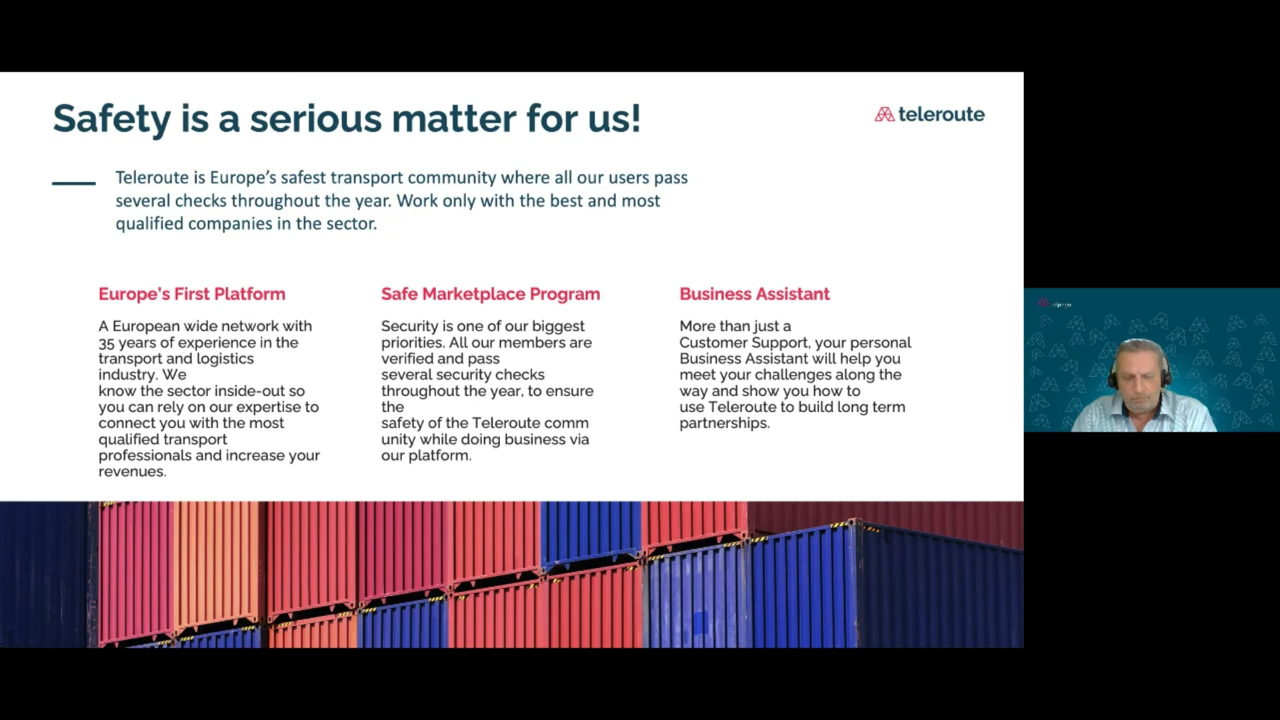 Safety is a serious matter for us!
teleroute
Teleroute is Europe’s safest transport community where all our users pass
several checks throughout the year. Work only with the best and most
qualified companies in the sector.
Europe’s First Platform
A European wide network with
35 years of experience in the
transport and logistics
industry. We
know the sector inside-out so
you can rely on our expertise to
connect you with the most
qualified transport
professionals and increase your
revenues.
Safe Marketplace Program
Security is one of our biggest
priorities. All our members are
verified and pass
several security checks
throughout the year, to ensure
the
safety of the Teleroute comm
unity while doing business via
our platform.
Business Assistant
More than just a
Customer Support, your personal
Business Assistant will help you
meet your challenges along the
way and show you how to
use Teleroute to build long term
partnerships.